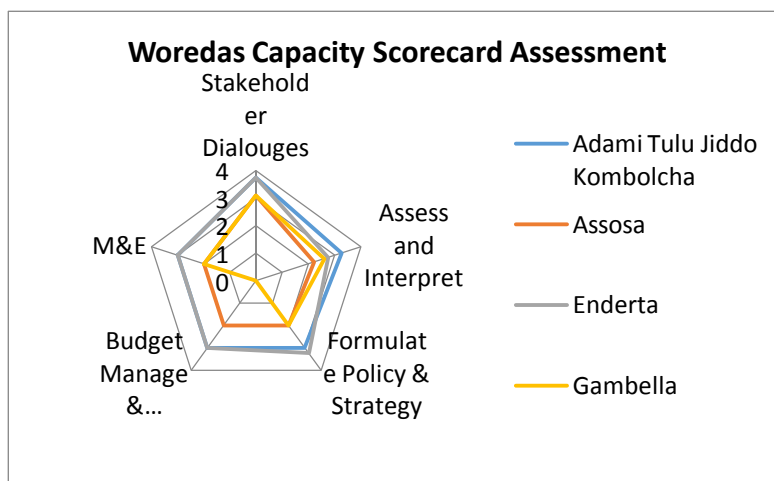 Woredas Capacity Scorecard Assessment
Stakehold
er
Dialouges
4
3
2
1
0
Assess
and
Interpret
Formulat
e Policy &
Strategy
Budget
Manage
&...
M&E
Adami Tulu Jiddo
Kombolcha
Assosa
Enderta
Gambella